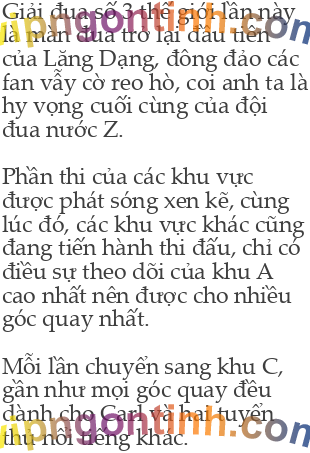 Giải đua số 3 thế giới lần này
là màn đua trở lại đầu tiên
của Lăng Dạng, đông đảo các
fan vẫy cờ reo hò, coi anh ta là
hy vọng cuối cùng của đội
đua nước Z.
Phần thi của các khu vực
được phát sóng xen kẽ, cùng
lúc đó, các khu vực khác cũng
đang tiến hành thi đấu, chỉ có
điều sự theo dõi của khu A
cao nhất nên được cho nhiều
góc quay nhất.
Mỗi lần chuyển sang khu C,
gần như mọi góc quay đều
dành cho Carl và hai tuyển
thủ nổi tiếng khác.